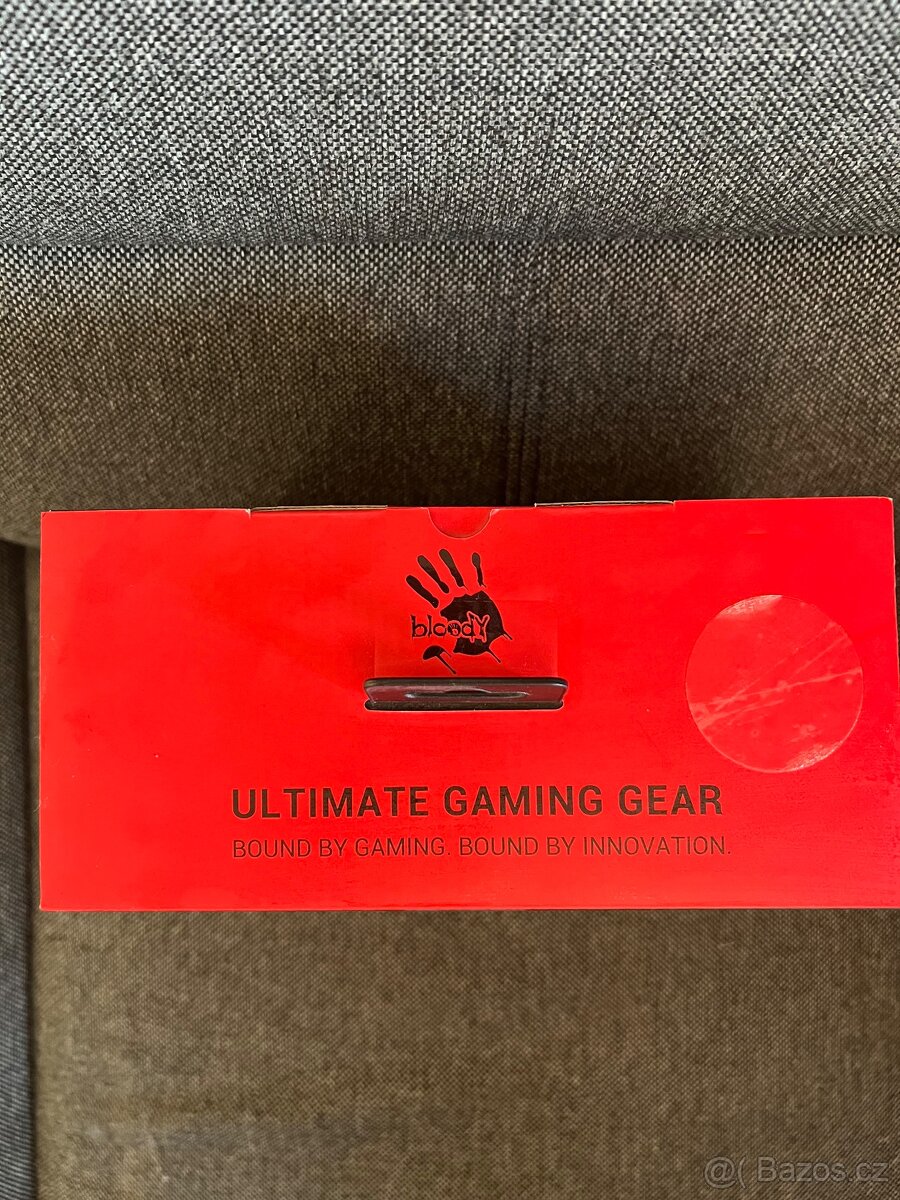 bloody
ULTIMATE GAMING GEAR
BOUND BY GAMING. BOUND BY INNOVATION.
@( Bazos.cz